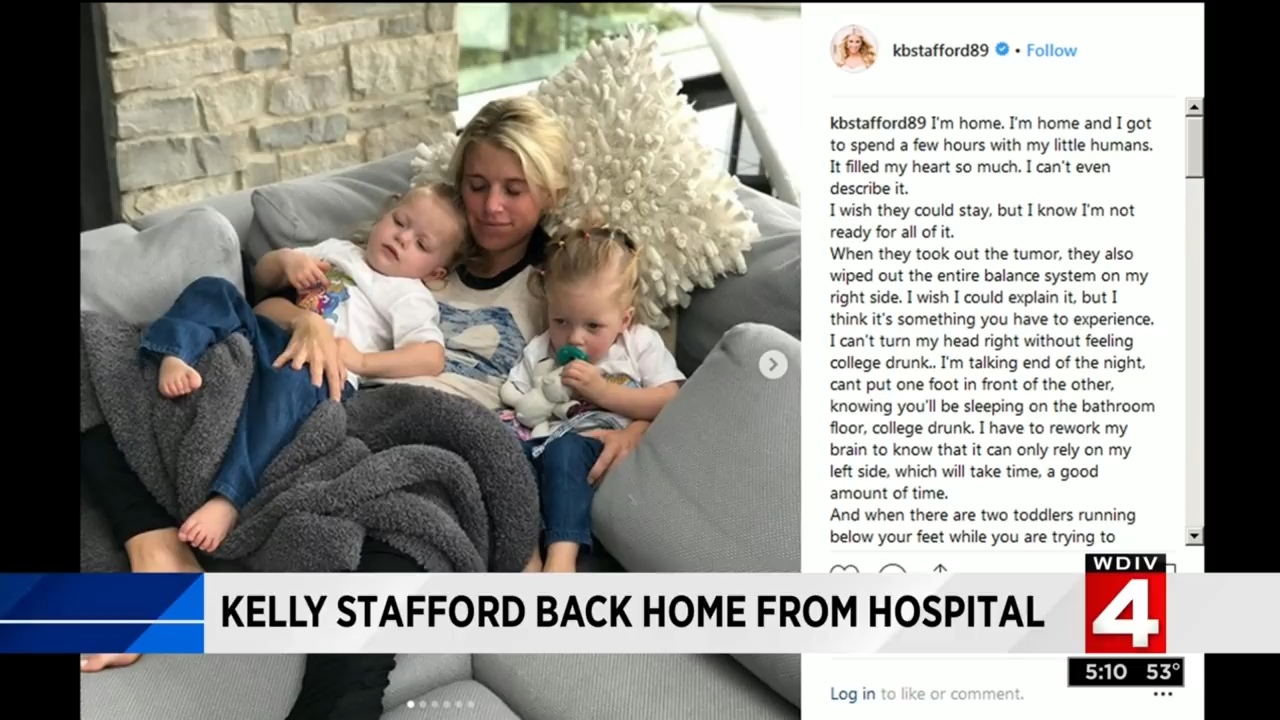 kbstafford89 • Follow
kbstafford89 I'm home. I'm home and I got
to spend a few hours with my little humans.
It filled my heart so much. I can't even
describe it.
I wish they could stay, but I know I'm not
ready for all of it.
When they took out the tumor, they also
wiped out the entire balance system on my
right side. I wish I could explain it, but I
think it's something you have to experience.
I can't turn my head right without feeling
college drunk.. I'm talking end of the night,
cant put one foot in front of the other,
knowing you'll be sleeping on the bathroom
floor, college drunk. I have to rework my
brain to know that it can only rely on my
left side, which will take time, a good
amount of time.
And when there are two toddlers running
below your feet while you are trying to
KELLY STAFFORD BACK HOME FROM HOSPITAL
WDIV
4
5:10 53°
Log in to like or comment.